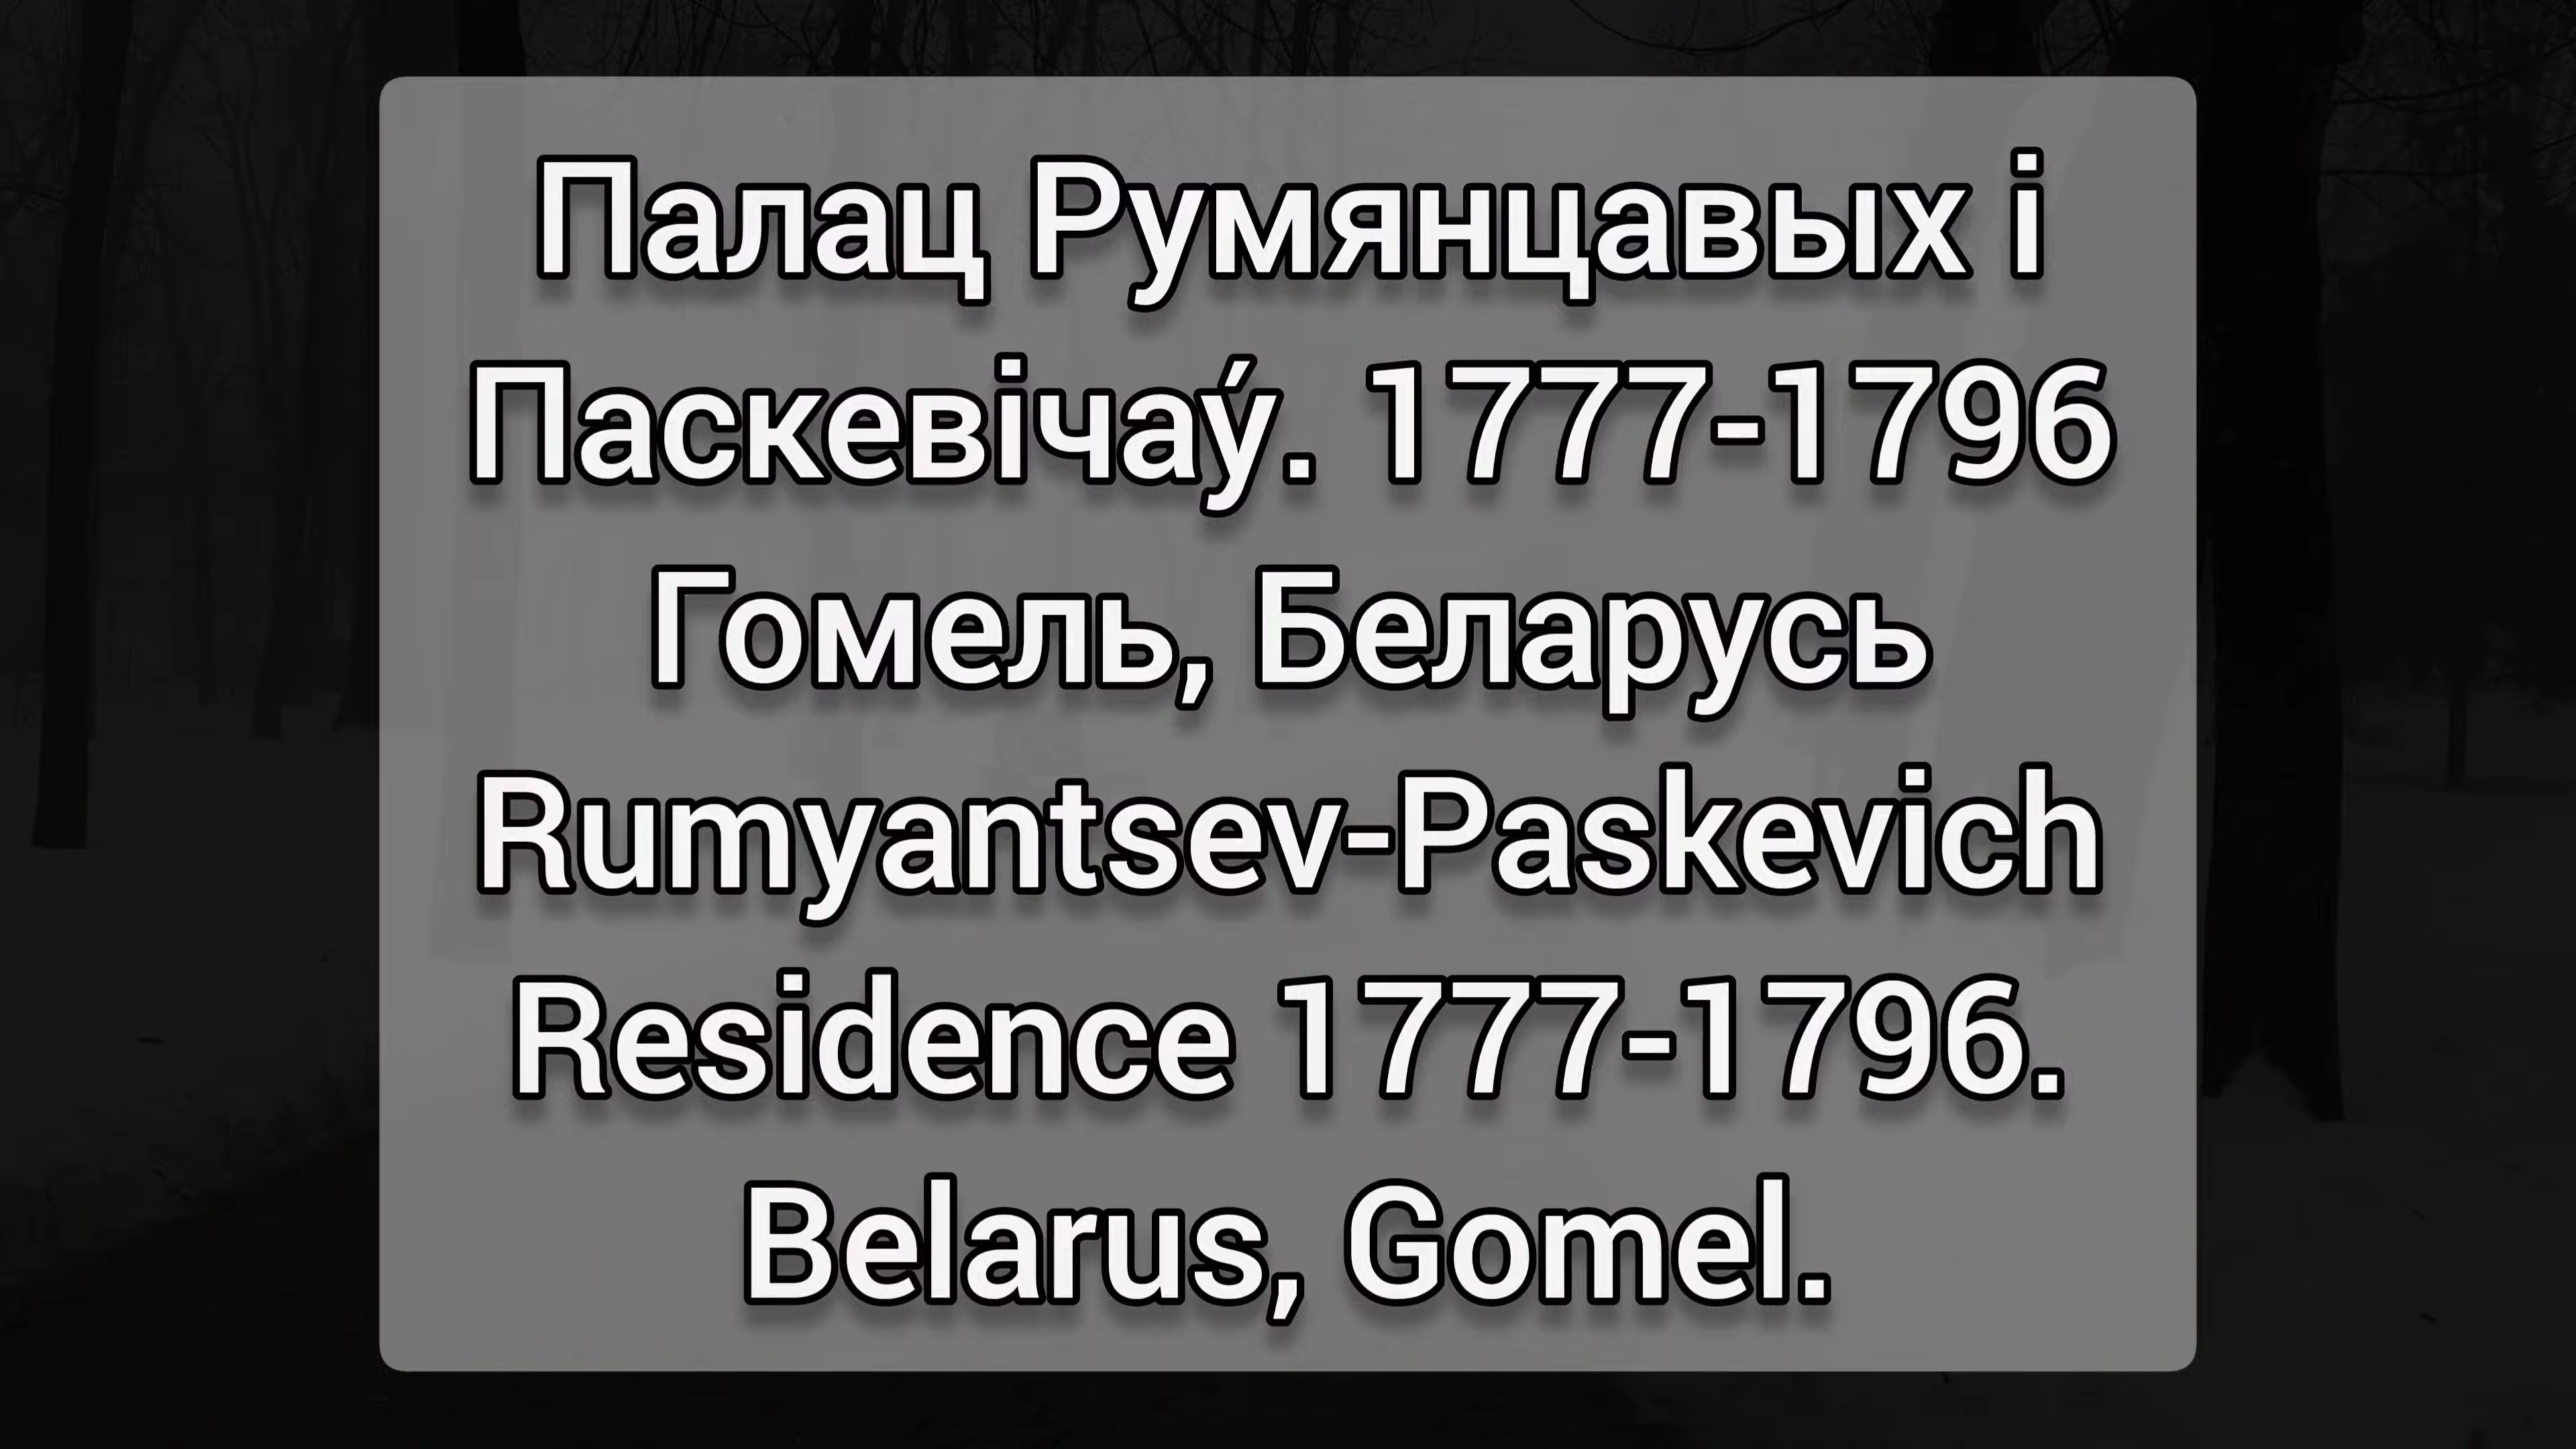 Палац Румянцавых і
Паскевічаў. 1777-1796
Гомель, Беларусь
Rumyantsev-Paskevich
Residence 1777-1796.
Belarus, Gomel.